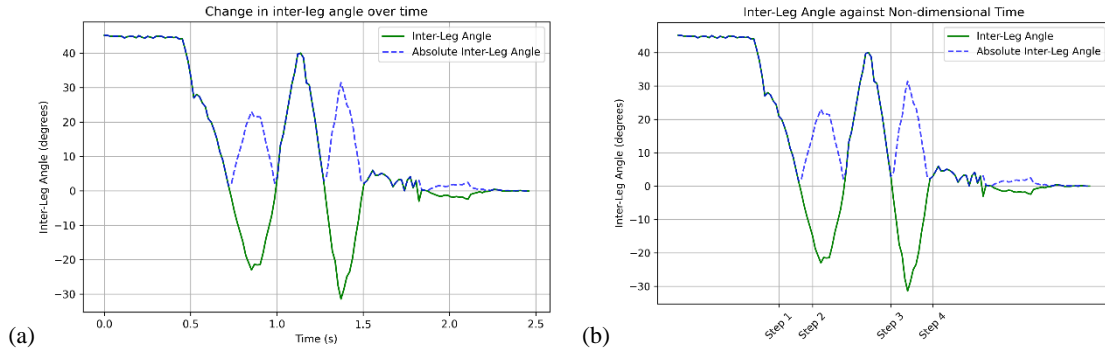 Change in inter-leg angle over time
Inter-Leg Angle
Absolute Inter-Leg Angle
Inter-Leg Angle (degrees)
40
30
20
10
0
−10
−20
−30
0.0 0.5 1.0 1.5 2.0 2.5
Time (s)
(a)
Inter-Leg Angle against Non-dimensional Time
Inter-Leg Angle
Absolute Inter-Leg Angle
Inter-Leg Angle (degrees)
40
30
20
10
0
−10
−20
−30
Step 1 Step 2 Step 3 Step 4
(b)